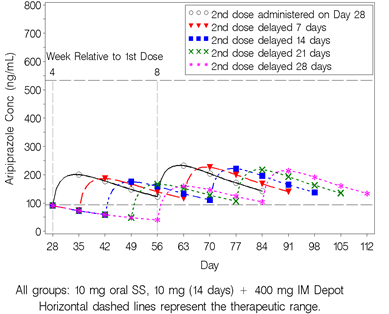 800
700
600
500
400
300
200
100
0
Aripiprazole Conc (ng/mL)
2nd dose administered on Day 28
2nd dose delayed 7 days
2nd dose delayed 14 days
2nd dose delayed 21 days
2nd dose delayed 28 days
Week Relative to 1st Dose
4 8
28 35 42 49 56 63 70 77 84 91 98 105 112
Day
All groups: 10 mg oral SS, 10 mg (14 days) + 400 mg IM Depot
Horizontal dashed lines represent the therapeutic range.